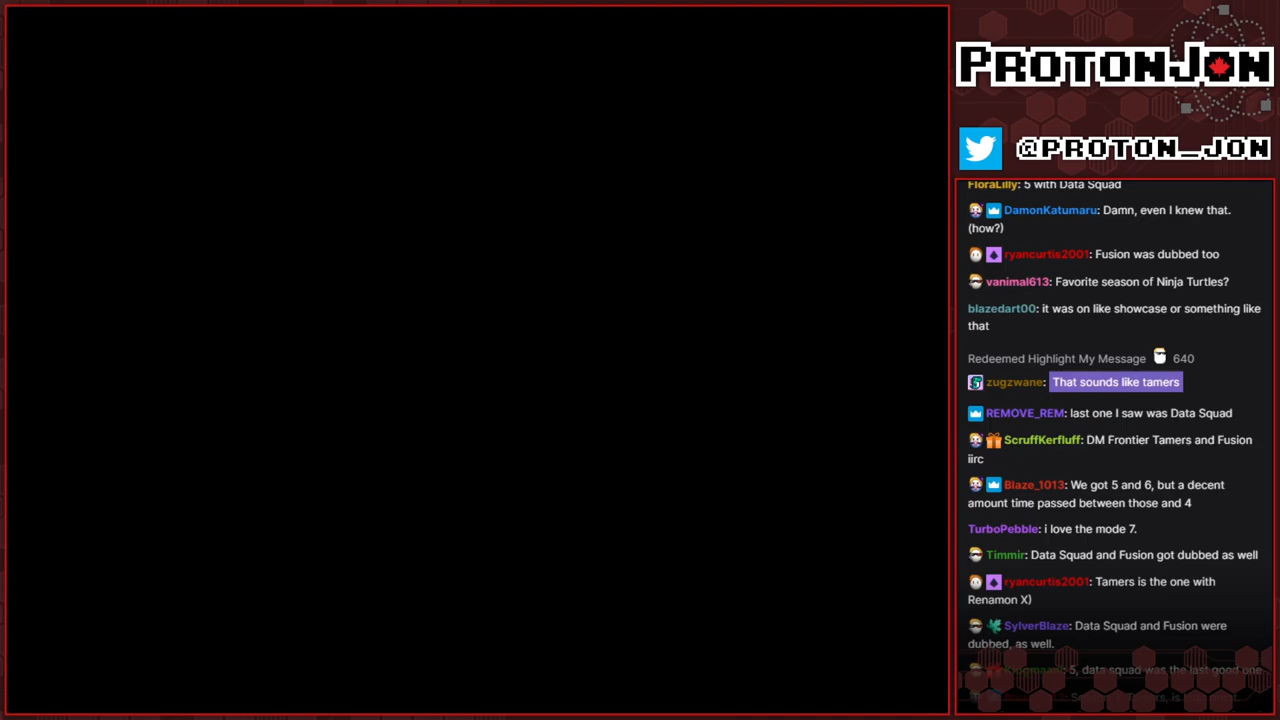 PROTONJON
@PROTON_JON
FloraLilly: 5 with Data Squad
DamonKatumaru: Damn, even I knew that.
(how?)
ryancurtis2001: Fusion was dubbed too
vanimal613: Favorite season of Ninja Turtles?
blazedart00: it was on like showcase or something like
that
Redeemed Highlight My Message 640
zugzwane: That sounds like tamers
REMOVE_REM: last one I saw was Data Squad
ScruffKerfluff: DM Frontier Tamers and Fusion
iirc
Blaze_1013: We got 5 and 6, but a decent
amount time passed between those and 4
TurboPebble: i love the mode 7.
Timmir: Data Squad and Fusion got dubbed as well
ryancurtis2001: Tamers is the one with
Renamon X)
SylverBlaze: Data Squad and Fusion were
dubbed, as well.
5, data squad was the last good one